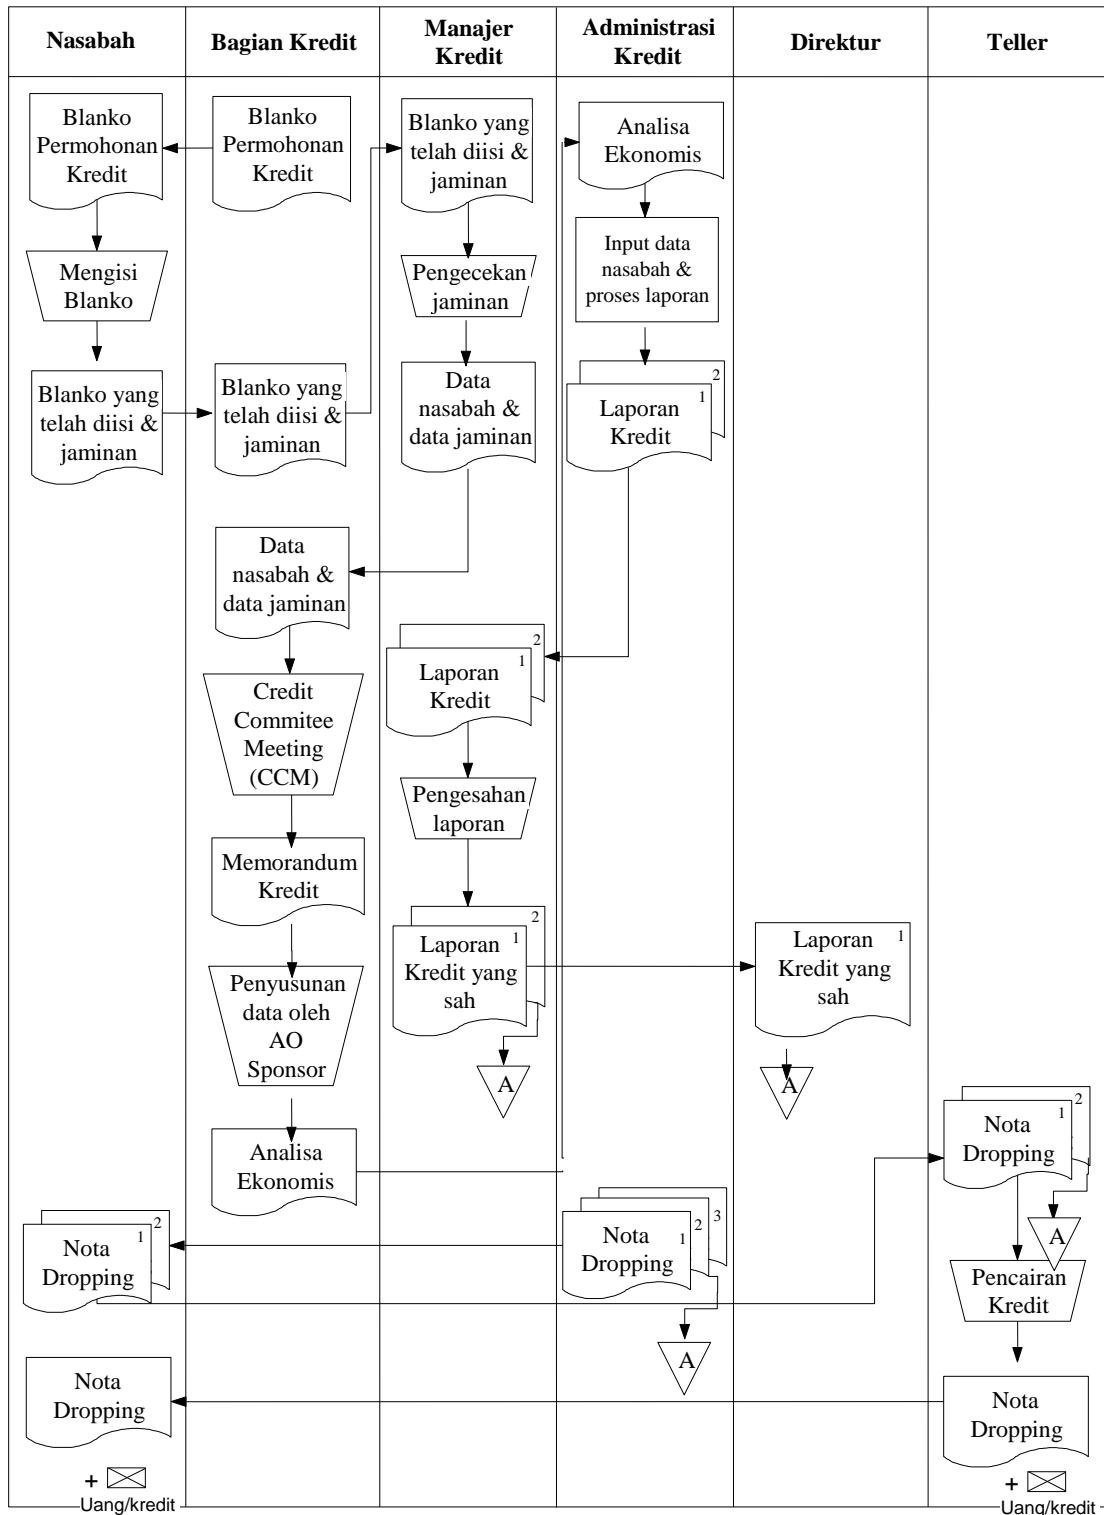 Nasabah
Bagian Kredit
Manajer
Kredit
Administrasi
Kredit
Direktur
Teller
Blanko
Permohonan
Kredit
Blanko
Permohonan
Kredit
Blanko yang
telah diisi &
jaminan
Analisa
Ekonomis
Mengisi
Blanko
Pengecekan
jaminan
Input data
nasabah &
proses laporan
Blanko yang
telah diisi &
jaminan
Blanko yang
telah diisi &
jaminan
Data
nasabah &
data jaminan
2
1
Laporan
Kredit
Data
nasabah &
data jaminan
2
1
Laporan
Kredit
Credit
Commitee
Meeting
(CCM)
Pengesahan
laporan
Memorandum
Kredit
2
1
Laporan
Kredit yang
sah
1
Laporan
Kredit yang
sah
Penyusunan
data oleh
AO
Sponsor
A
A
2
1
Nota
Dropping
Analisa
Ekonomis
A
2
1
Nota
Dropping
3
2
1
Nota
Dropping
Pencairan
Kredit
A
Nota
Dropping
Nota
Dropping
+
Uang/kredit
+
Uang/kredit